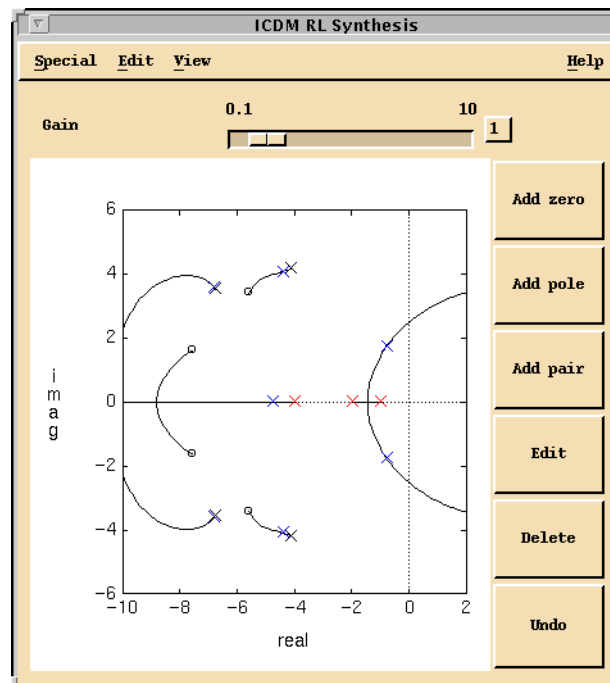 ICDM RL Synthesis
Special Edit View Help
Gain 0.1 10 1
Add zero
Add pole
Add pair
Edit
Delete
Undo
6
4
2
0
-2
-4
-6
imag
-10 -8 -6 -4 -2 0 2
real